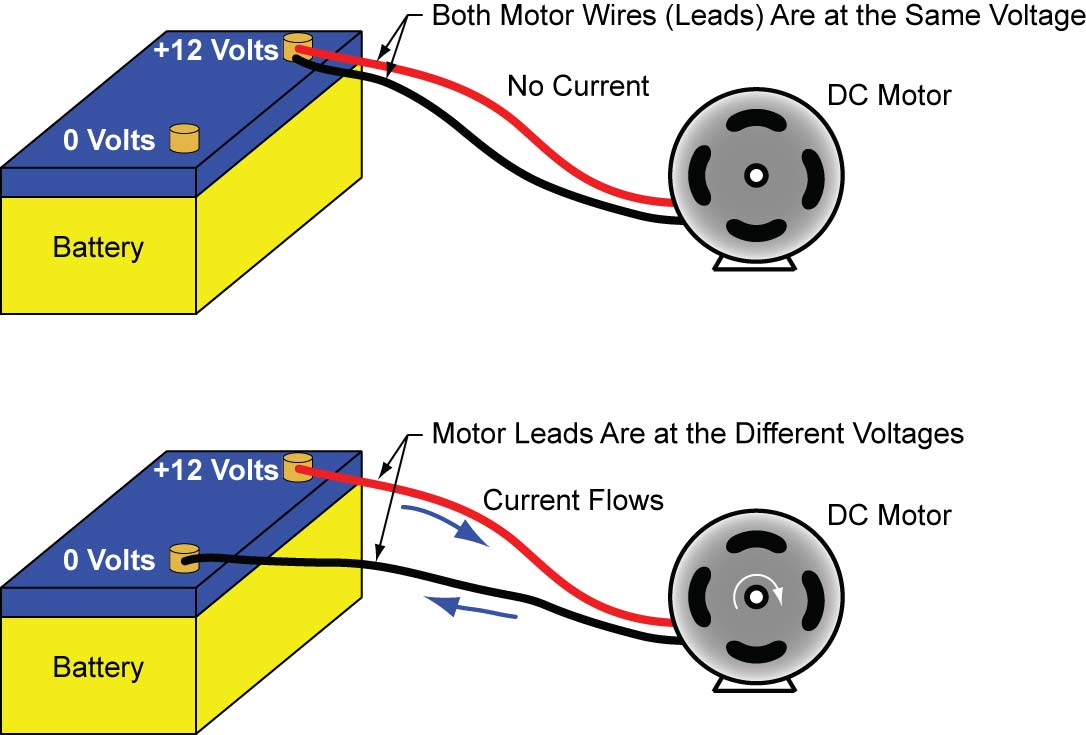 Both Motor Wires (Leads) Are at the Same Voltage
+12 Volts
No Current
DC Motor
0 Volts
Battery
Motor Leads Are at the Different Voltages
+12 Volts
Current Flows
DC Motor
0 Volts
Battery